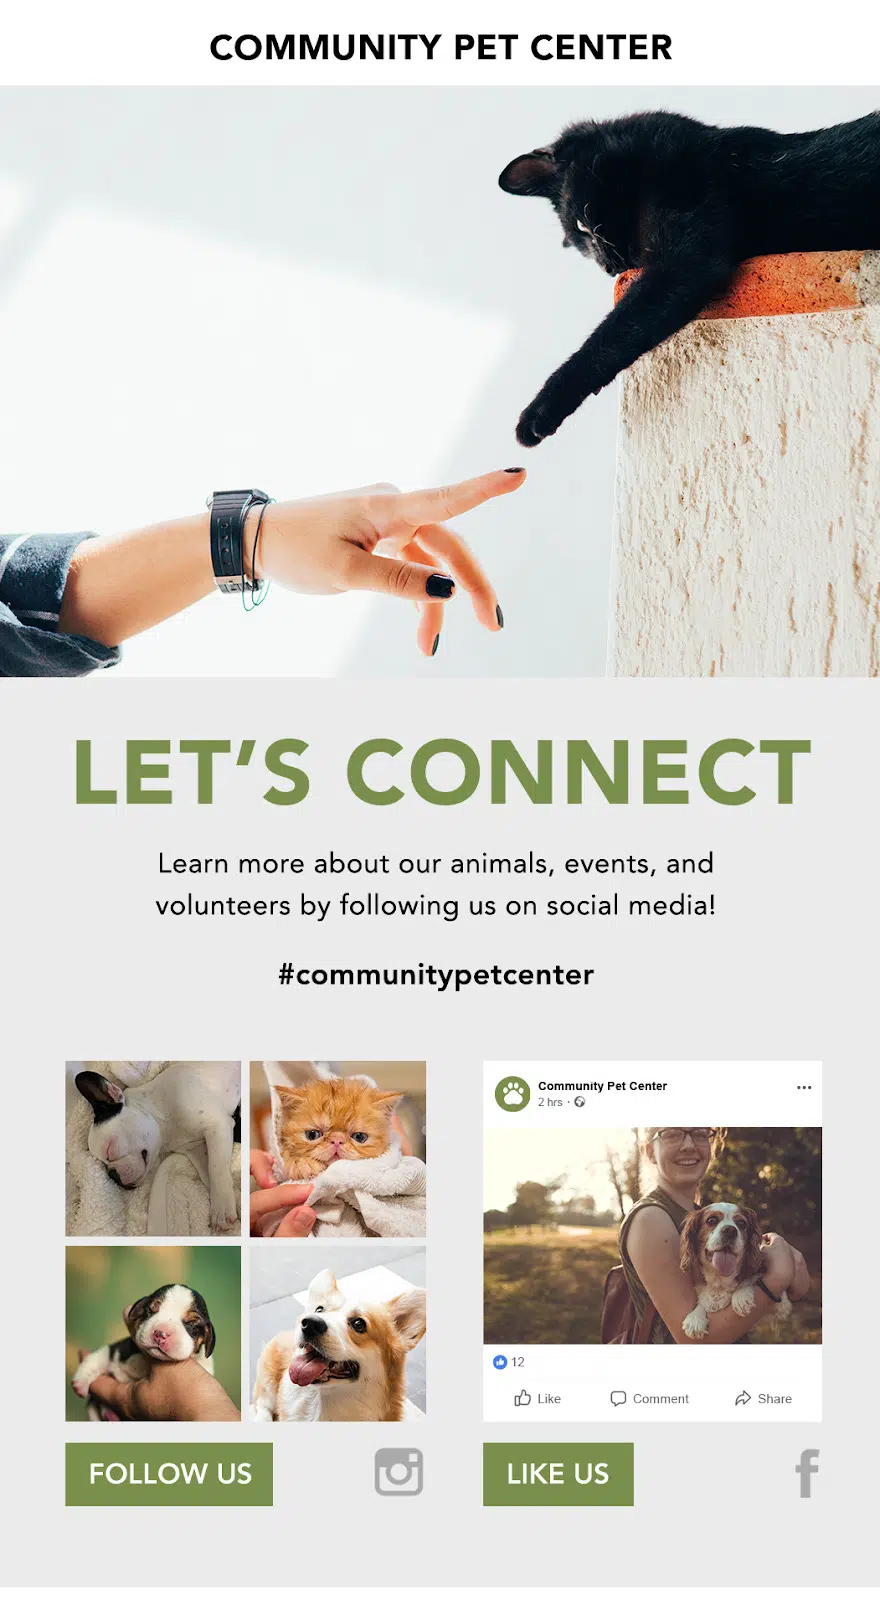 COMMUNITY PET CENTER
LET’S CONNECT
Learn more about our animals, events, and
volunteers by following us on social media!
#communitypetcenter
Community Pet Center
2 hrs ·
12
Like Comment Share
FOLLOW US
LIKE US